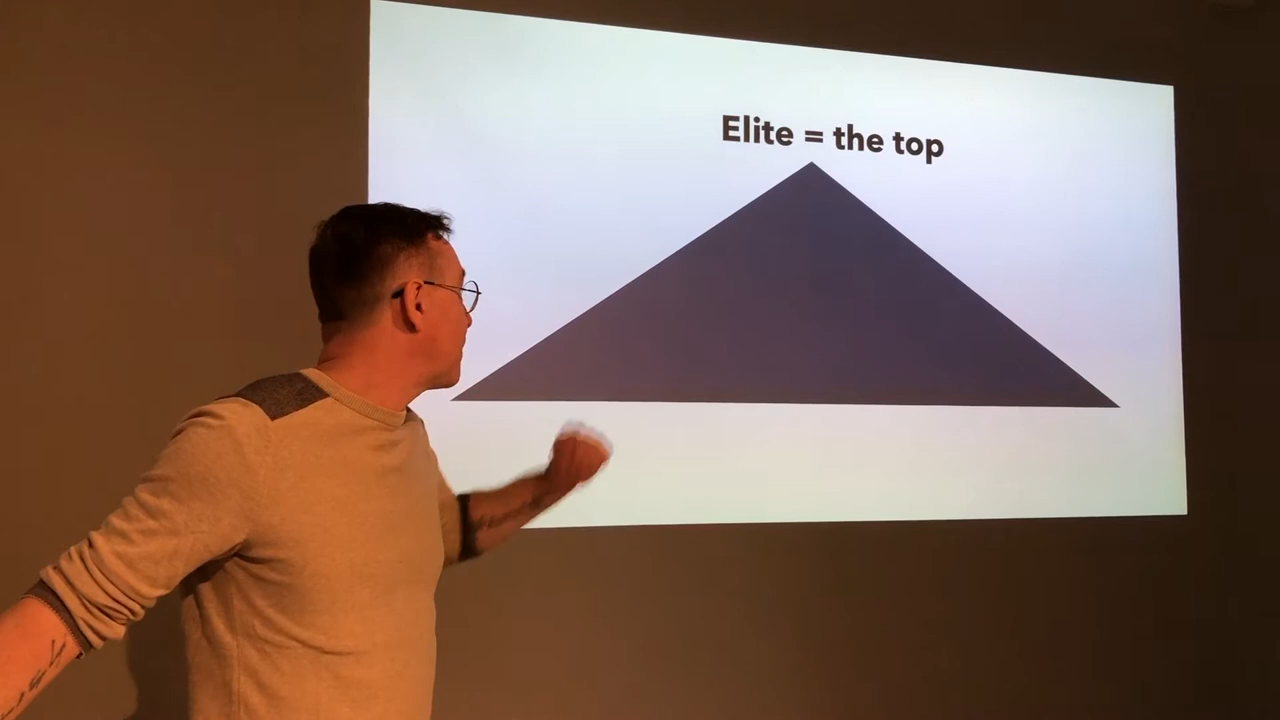 Elite = the top